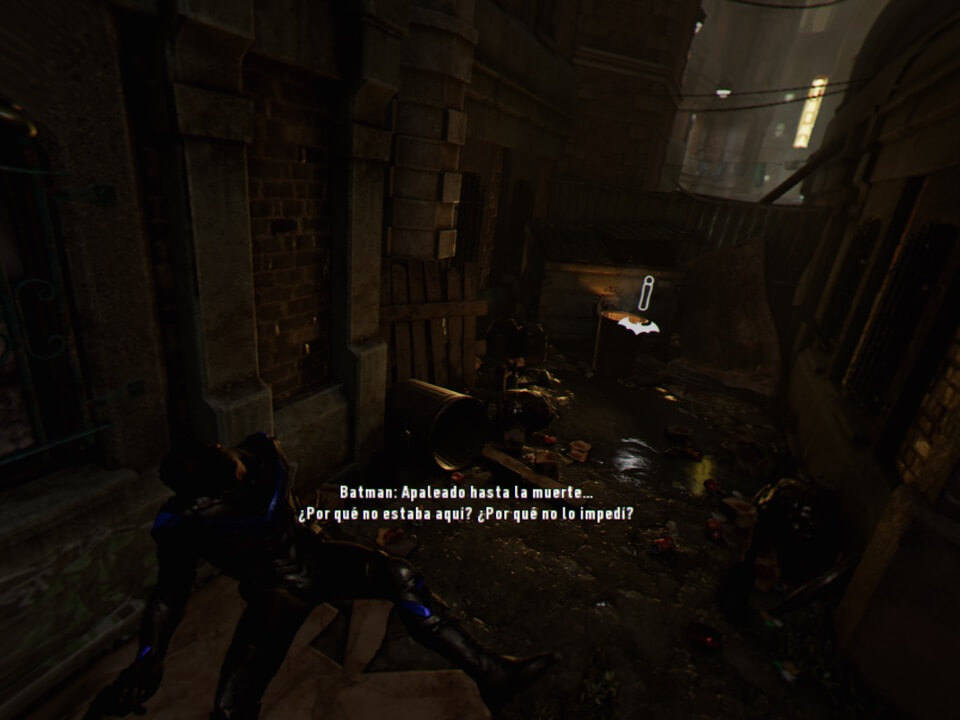 Batman: Apaleado hasta la muerte...
¿Por qué no estaba aquí? ¿Por qué no lo impedí?